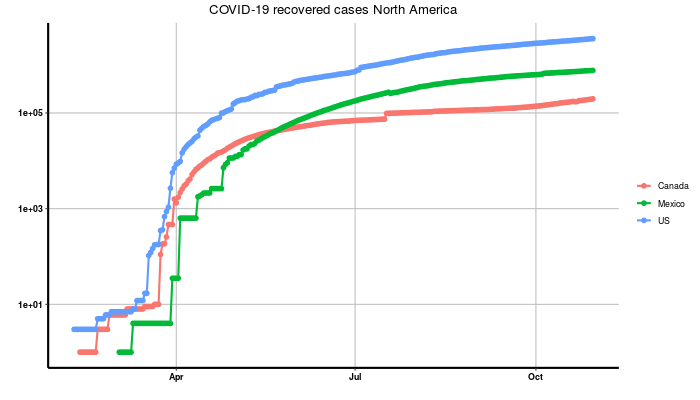 COVID-19 recovered cases North America
1e+05
1e+03
1e+01
Apr
Jul
Oct
Canada
Mexico
US